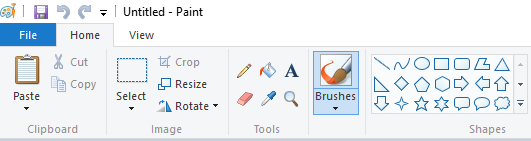 Untitled - Paint
File Home View
Paste
Cut
Copy
Clipboard
Select
Crop
Resize
Rotate
Image
A
Tools
Brushes
Shapes